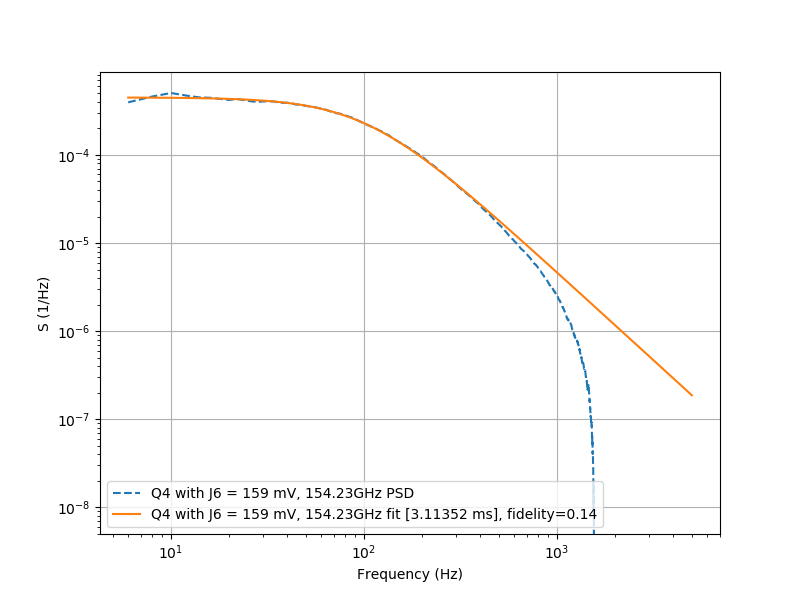 S (1/Hz)
10⁻⁴
10⁻⁵
10⁻⁶
10⁻⁷
10⁻⁸
Q4 with J6 = 159 mV, 154.23GHz PSD
Q4 with J6 = 159 mV, 154.23GHz fit [3.11352 ms], fidelity=0.14
10¹ 10² 10³
Frequency (Hz)